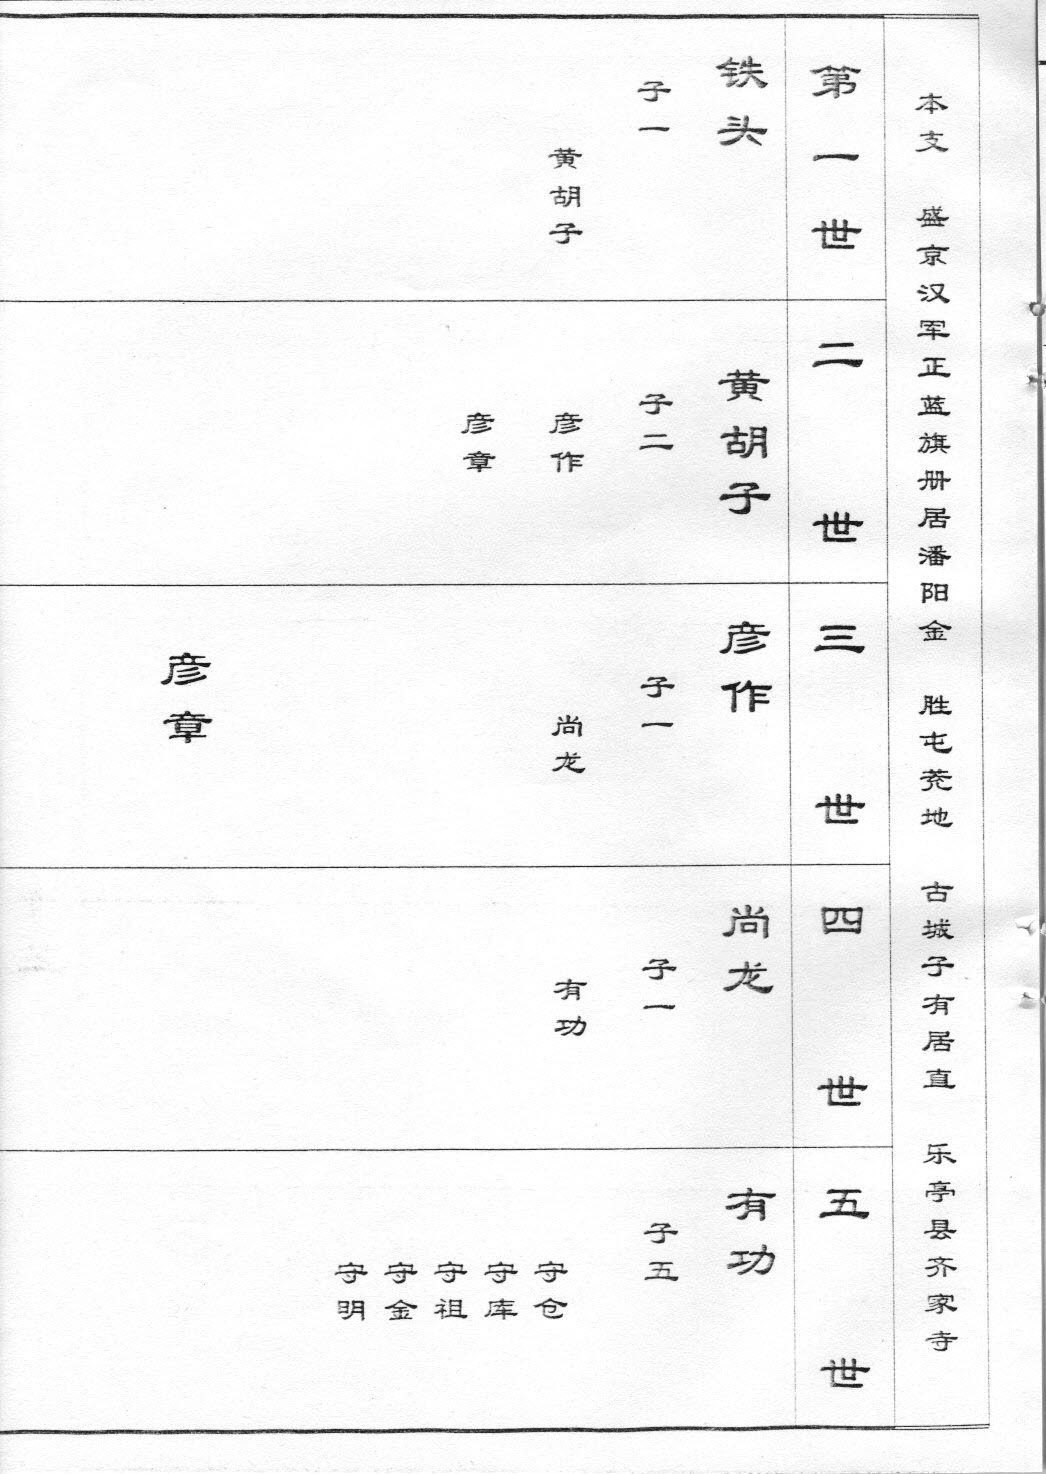 本支 盛京汉军正蓝旗册居潘阳金 胜屯茺地 古城子有居直 乐亭县齐家寺
第一世
铁头
子一
黄胡子
二世
黄胡子
子二
彦作
彦章
三世
彦作
子一
尚龙
彦章
四世
尚龙
子一
有功
五世
有功
子五
守仓
守库
守祖
守金
守明